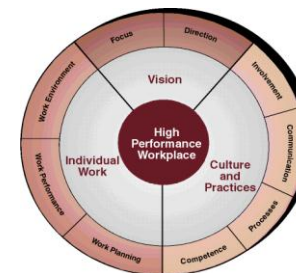 Focus
Direction
Involvement
Communication
Processes
Competence
Work Planning
Work Performance
Work Environment
Vision
High
Performance
Workplace
Individual
Work
Culture
and
Practices